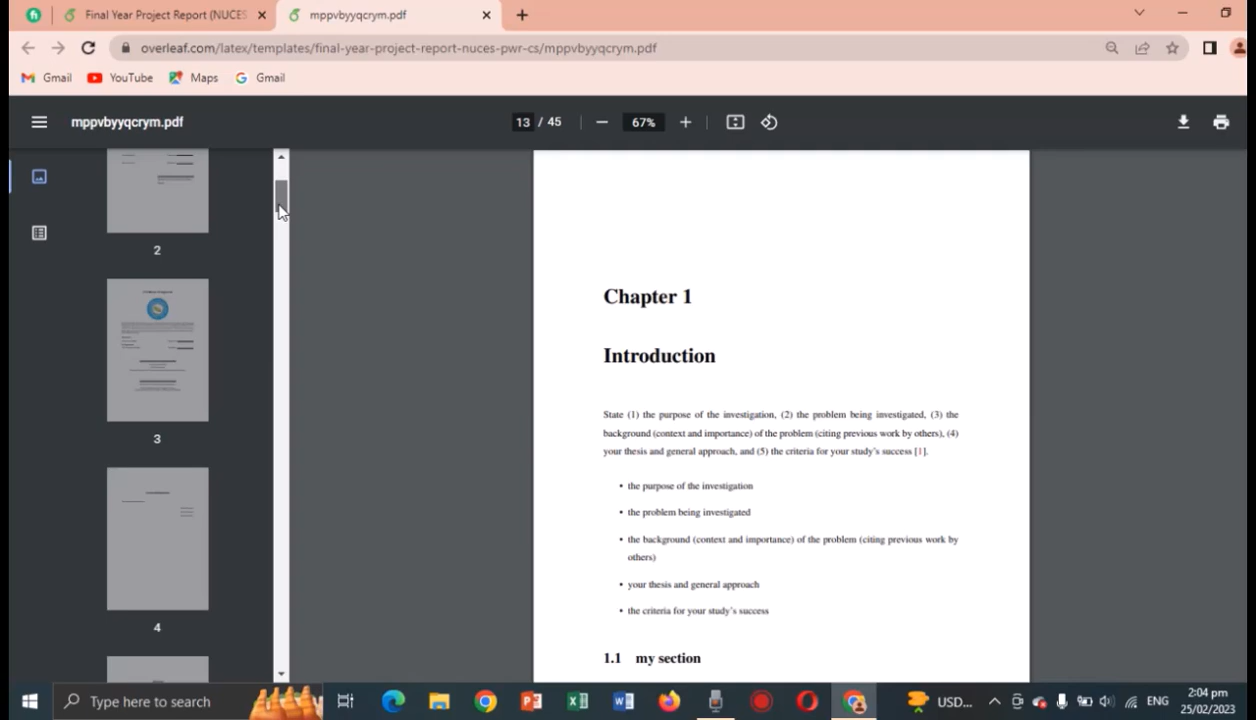 Final Year Project Report (NUCES
mppvbyyqcrym.pdf
overleaf.com/latex/templates/final-year-project-report-nuces-pwr-cs/mppvbyyqcrym.pdf
Gmail YouTube Maps Gmail
mppvbyyqcrym.pdf
13 / 45
67%
2
3
4
Chapter 1
Introduction
State (1) the purpose of the investigation, (2) the problem being investigated, (3) the
background (context and importance) of the problem (citing previous work by others), (4)
your thesis and general approach, and (5) the criteria for your study's success [1].
• the purpose of the investigation
• the problem being investigated
• the background (context and importance) of the problem (citing previous work by
others)
• your thesis and general approach
• the criteria for your study's success
1.1 my section
Type here to search
USD...
ENG
2:04 pm
25/02/2023